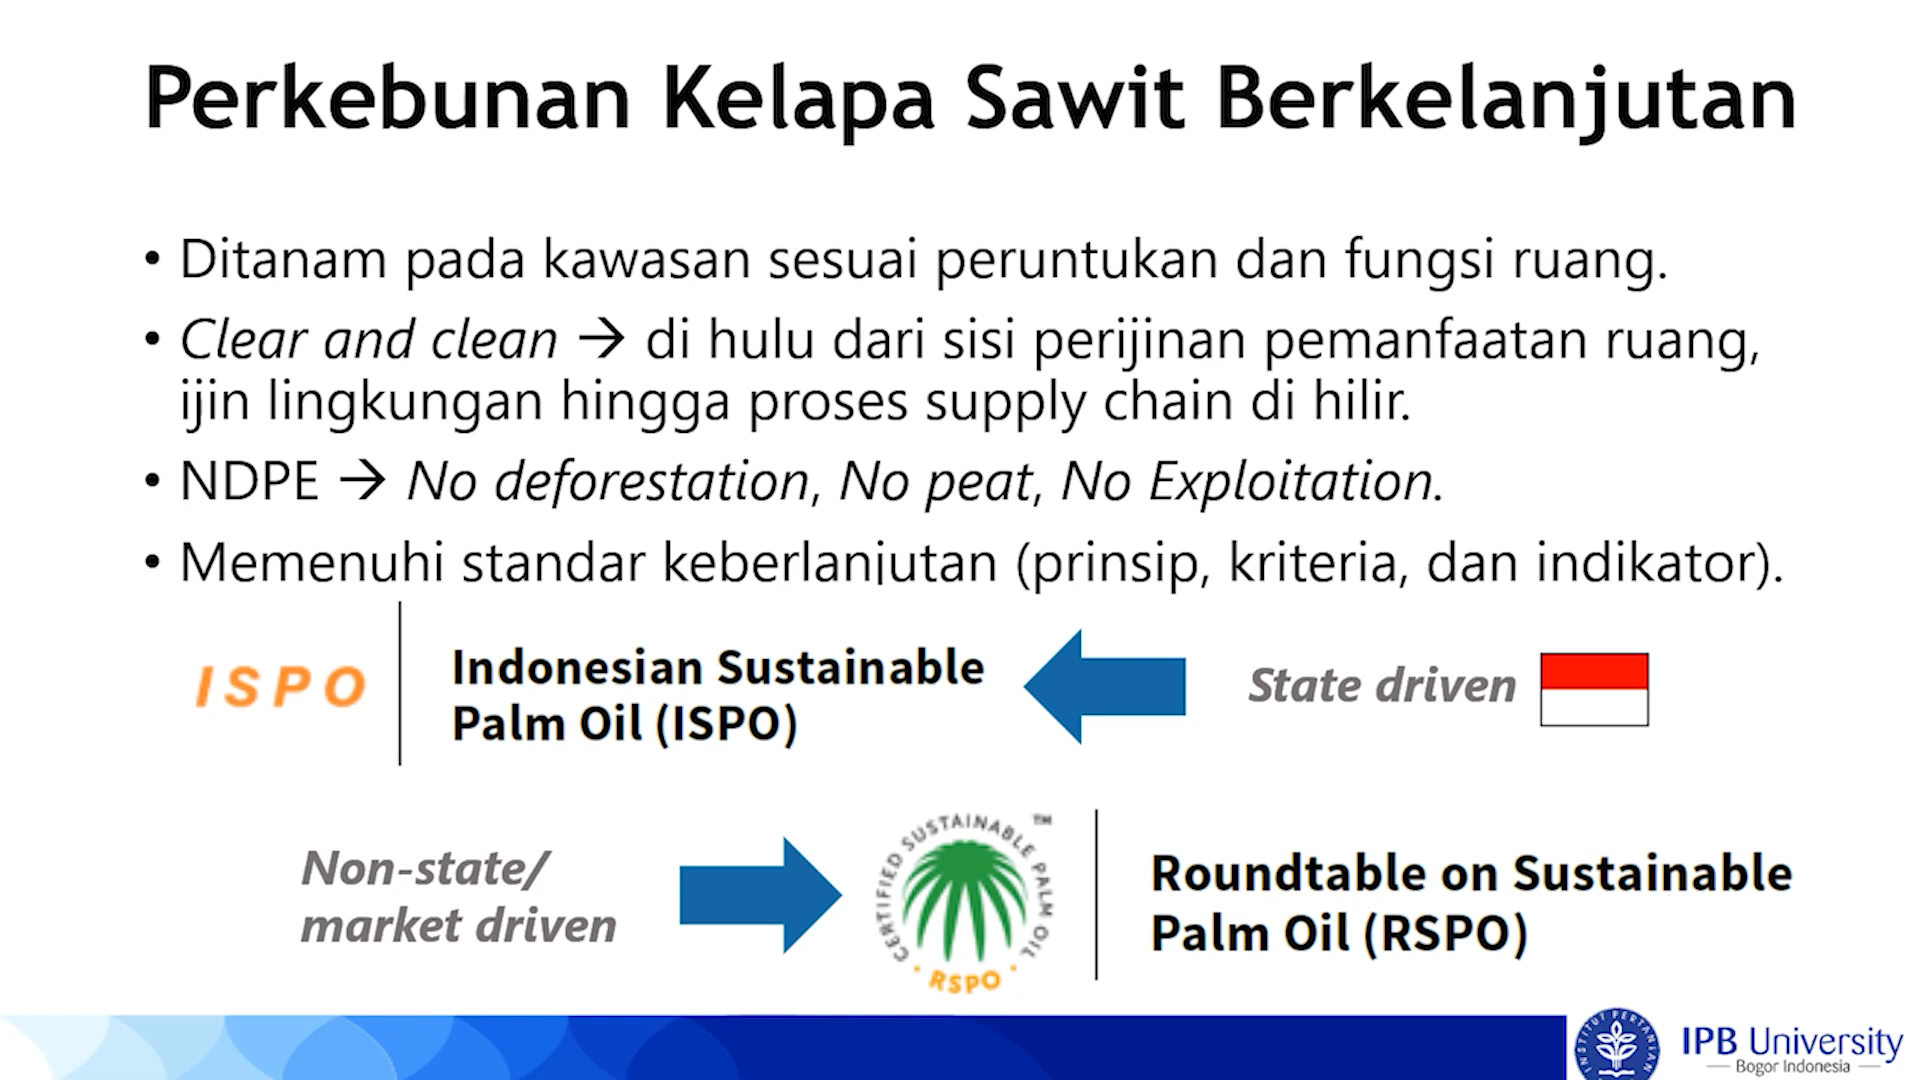 Perkebunan Kelapa Sawit Berkelanjutan
• Ditanam pada kawasan sesuai peruntukan dan fungsi ruang.
• Clear and clean → di hulu dari sisi perijinan pemanfaatan ruang,
ijin lingkungan hingga proses supply chain di hilir.
• NDPE → No deforestation, No peat, No Exploitation.
• Memenuhi standar keberlanjutan (prinsip, kriteria, dan indikator).
ISPO
Indonesian Sustainable
Palm Oil (ISPO)
State driven
Non-state/
market driven
CERTIFIED SUSTAINABLE PALM OIL ™
RSPO
Roundtable on Sustainable
Palm Oil (RSPO)
INSTITUT PERTANIAN
IPB University
Bogor Indonesia